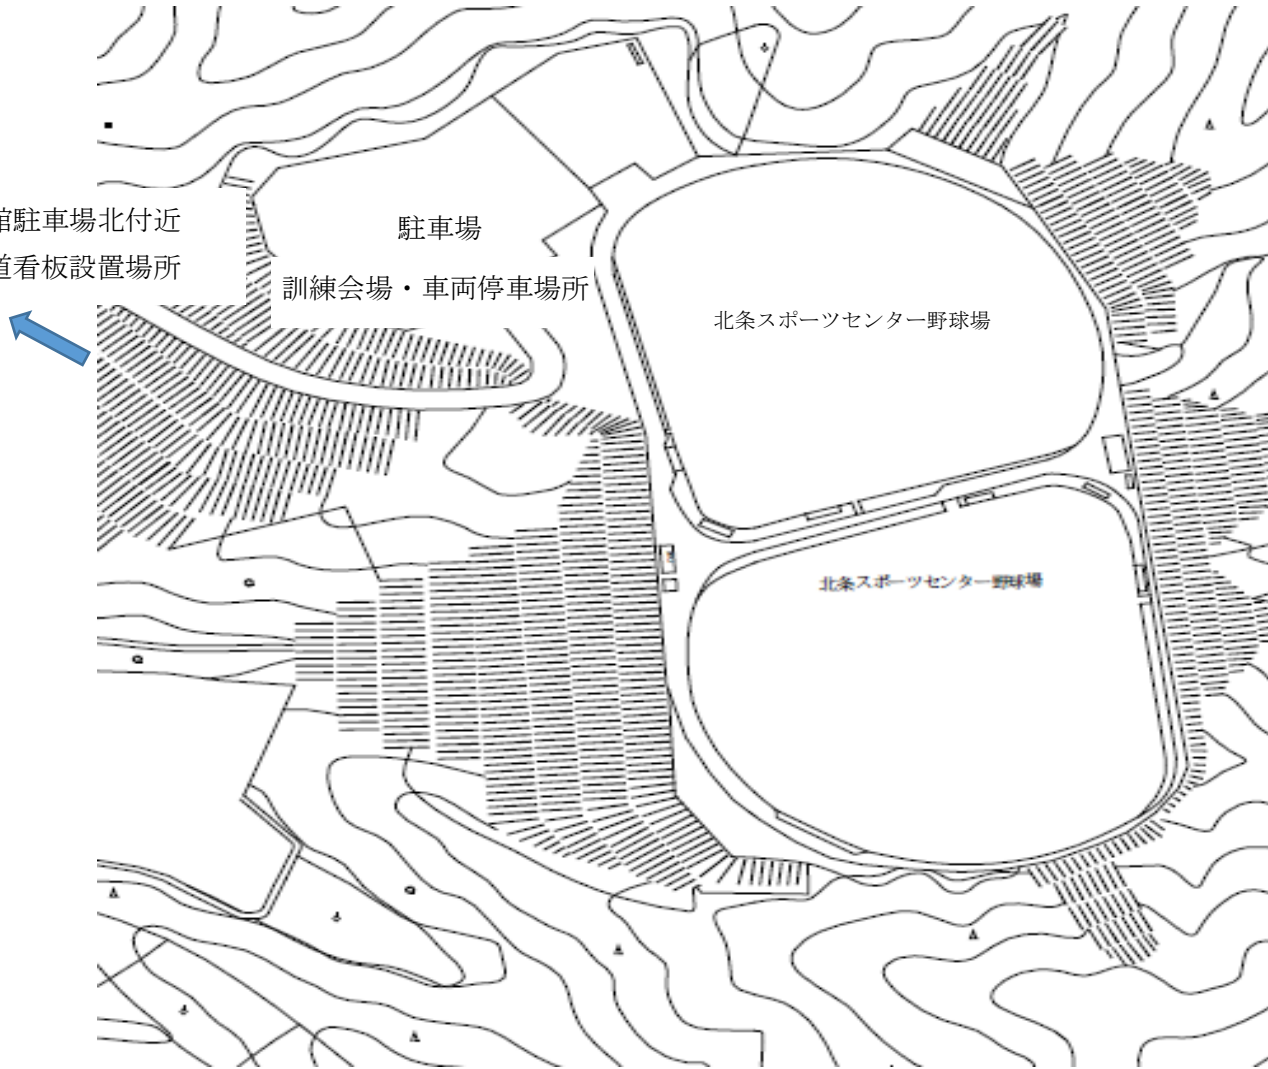 館駐車場北付近
道看板設置場所
駐車場
訓練会場・車両停車場所
北条スポーツセンター野球場
北条スポーツセンター野球場